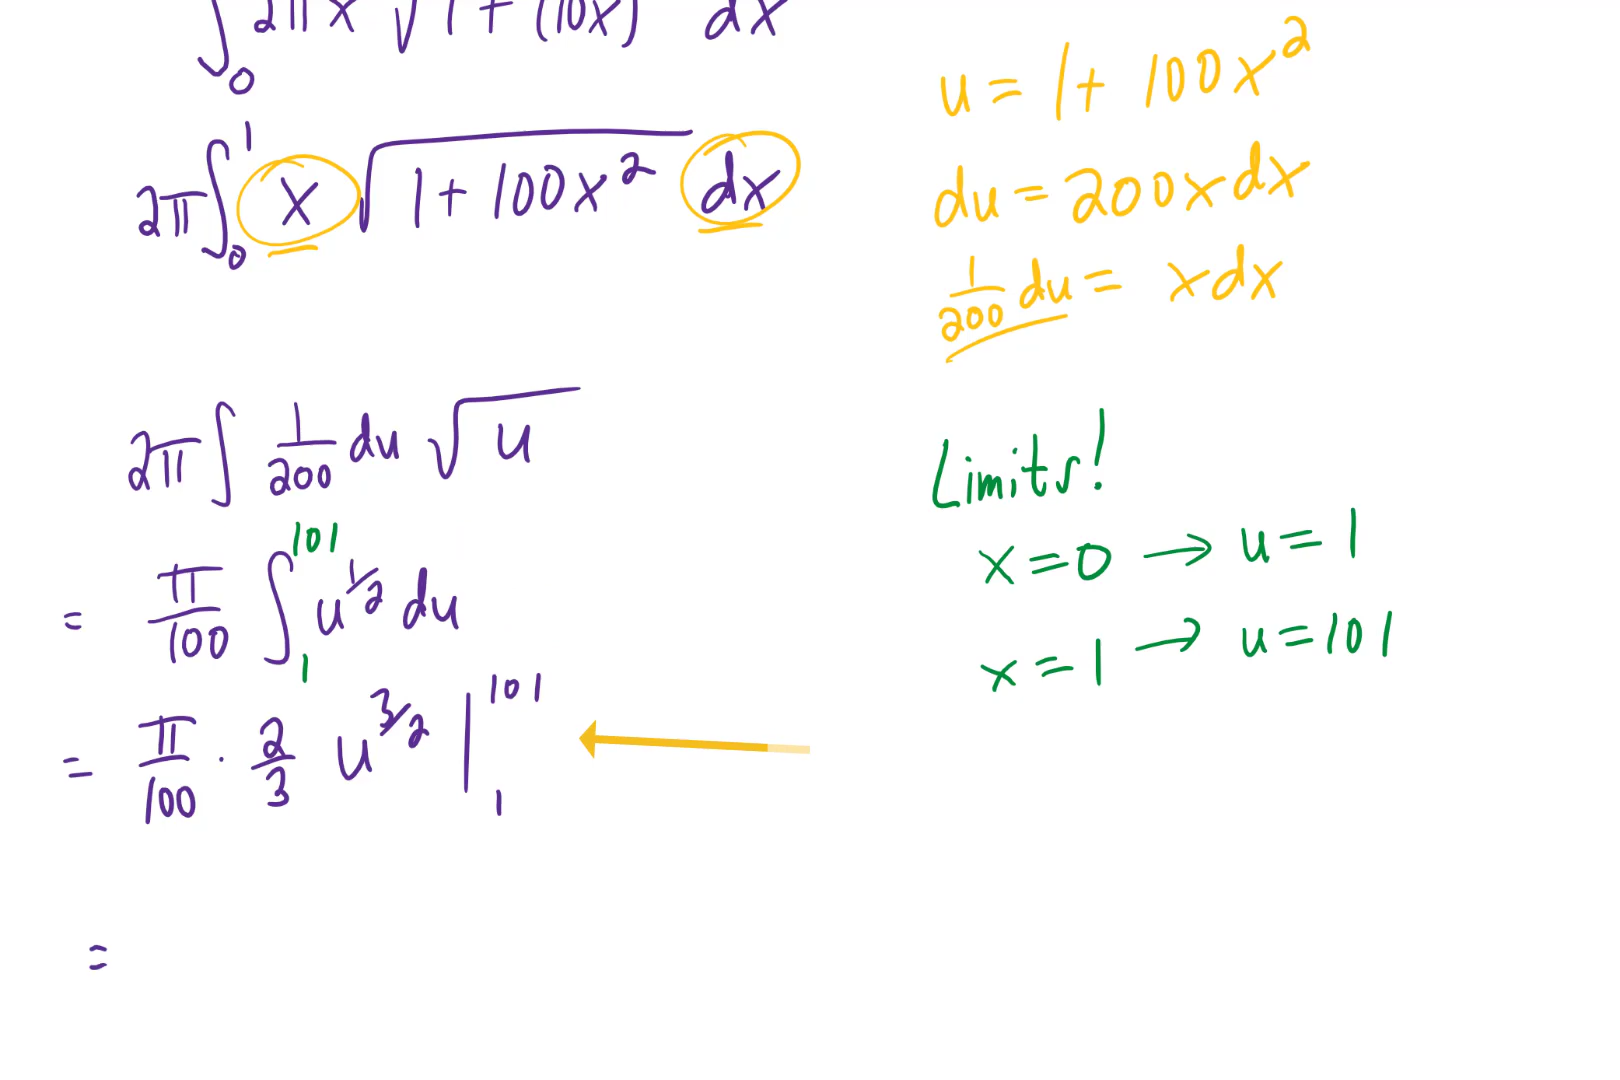 ∫₀ 2πx √1 + (10x) dx
2π ∫₀¹ x √(1 + 100x²) dx
u = 1 + 100x²
du = 200x dx
1/200 du = x dx
2π ∫ 1/200 du √u
= π/100 ∫₁¹⁰¹ u^(1/2) du
= π/100 · 2/3 u^(3/2) |₁¹⁰¹
=
Limits!
x = 0 → u = 1
x = 1 → u = 101